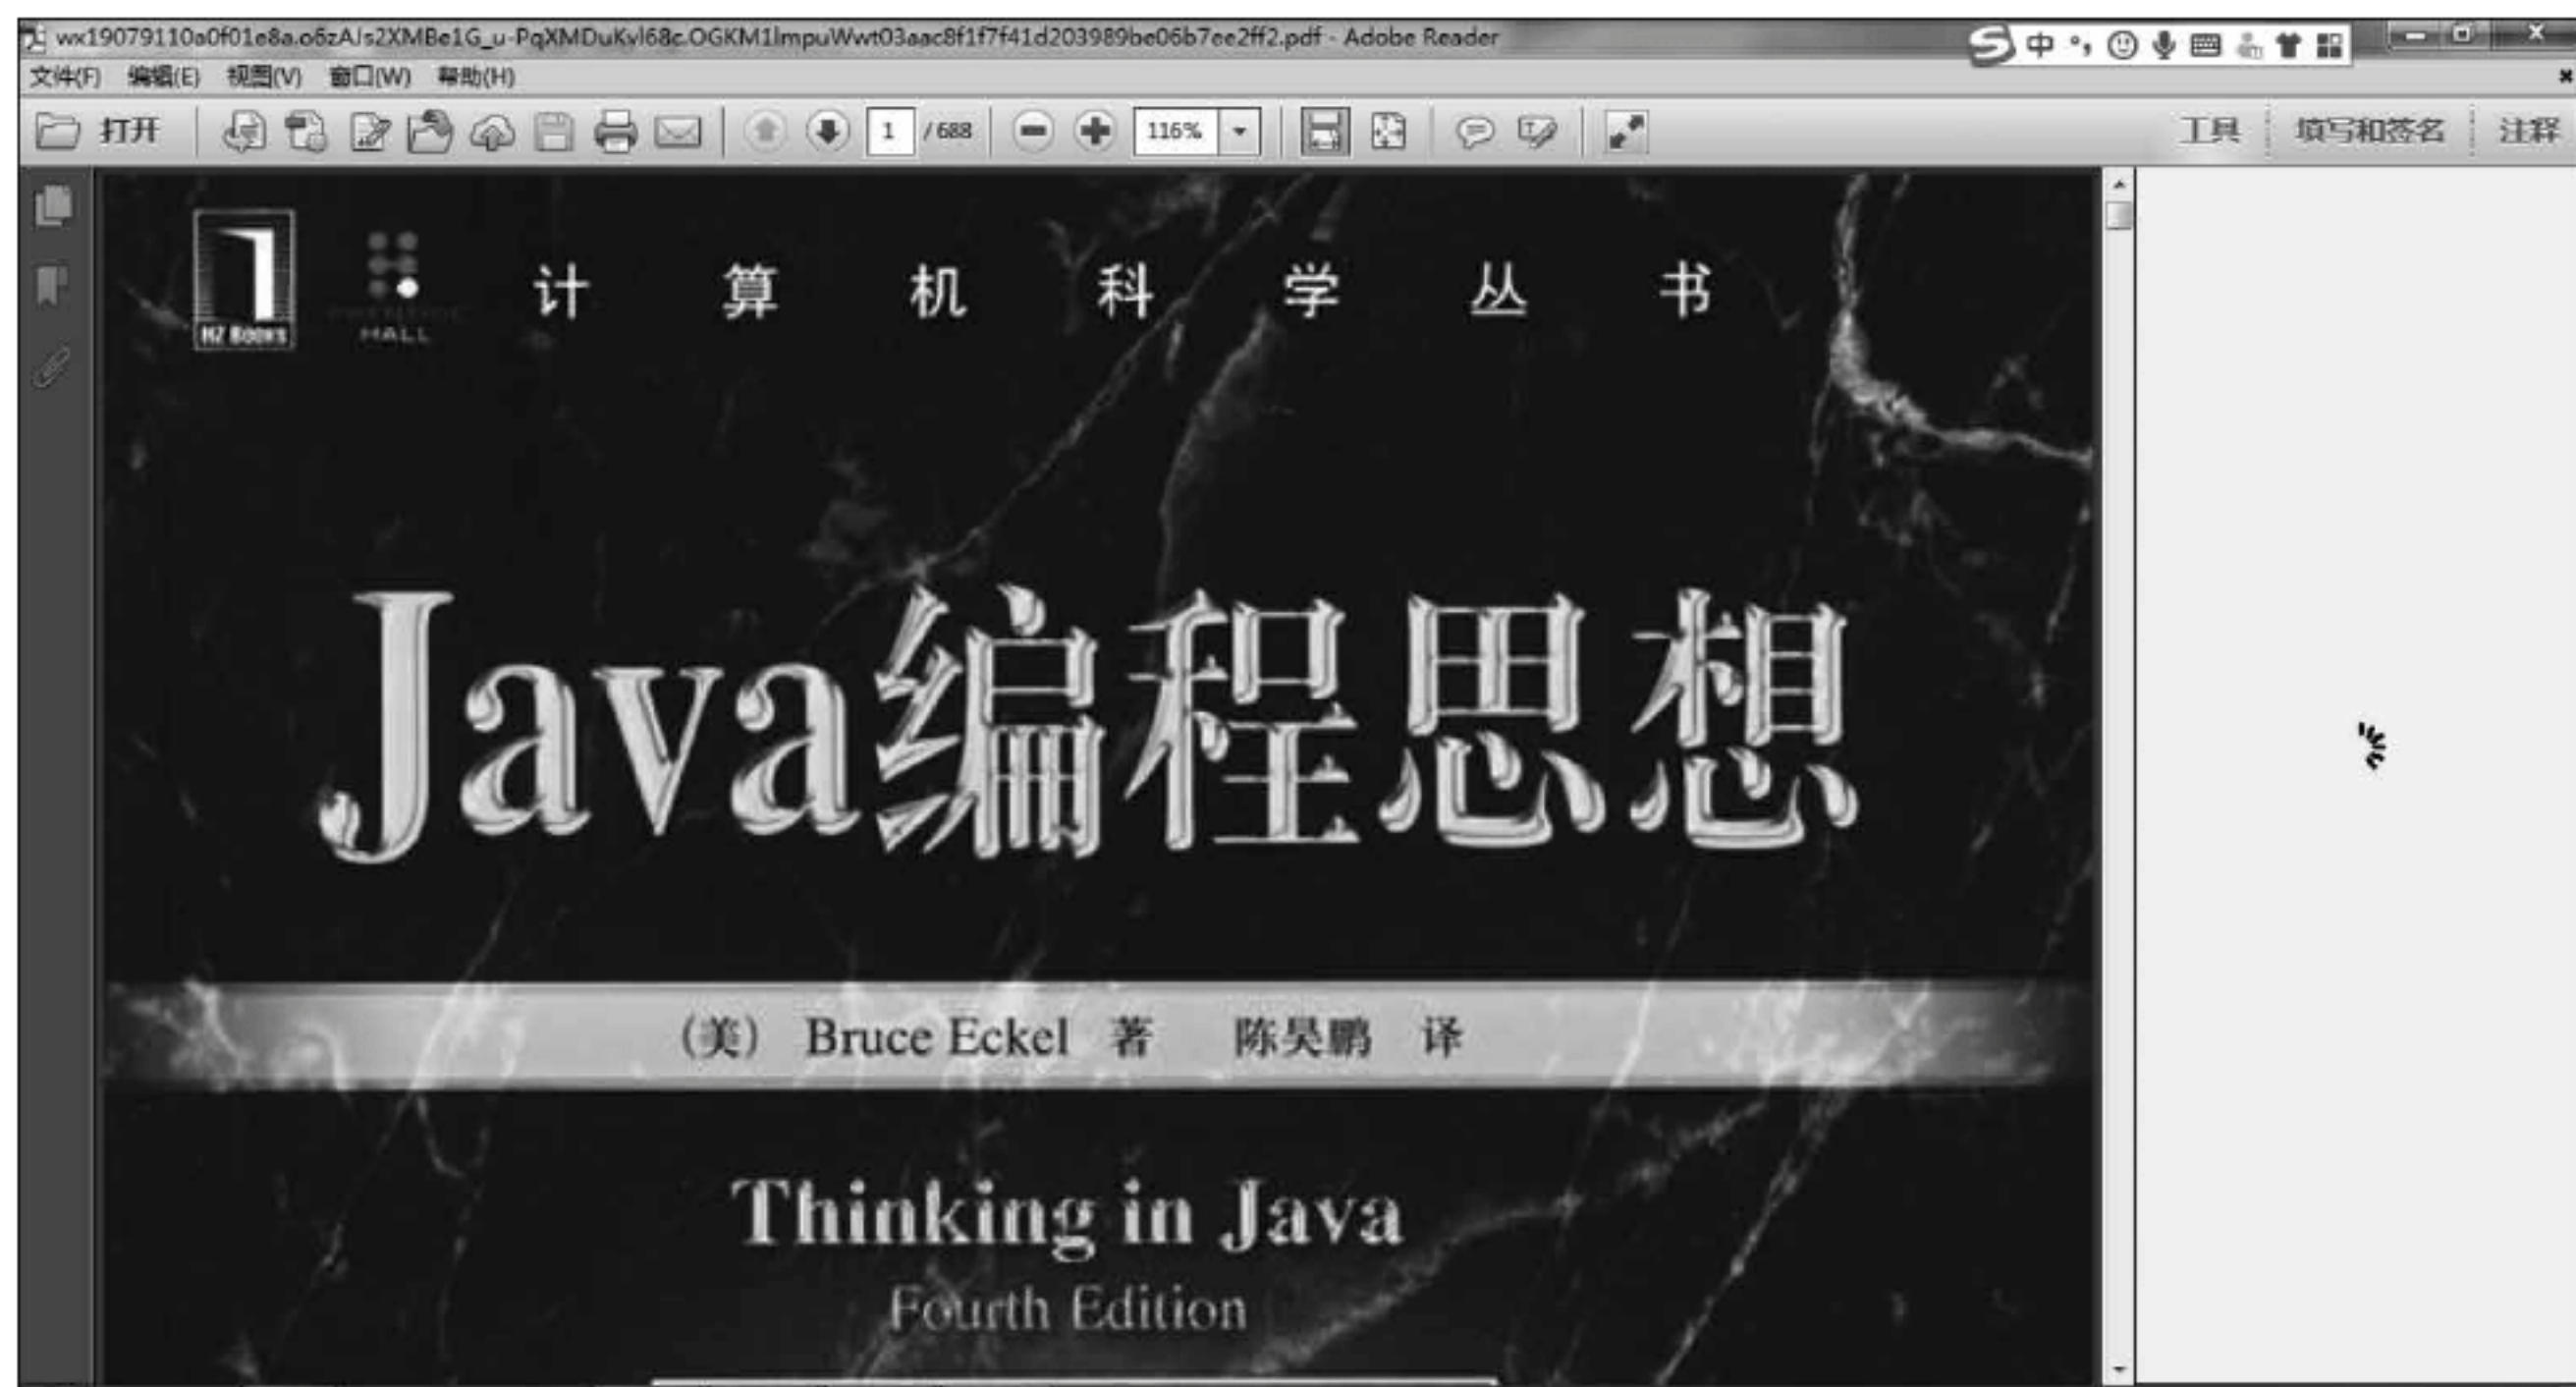 wx19079110a0f01e8a.o6zAJs2XMBe1G_u-PqXMDuKvl68c.OGKM1lmpuWwt03aac8f1f7f41d203989be06b7ee2ff2.pdf - Adobe Reader
中
文件(F) 编辑(E) 视图(V) 窗口(W) 帮助(H)
打开 1 / 688 116% 工具 填写和签名 注释
计算机科学丛书
HZ Books
HALL
Java编程思想
(美) Bruce Eckel 著 陈昊鹏 译
Thinking in Java
Fourth Edition